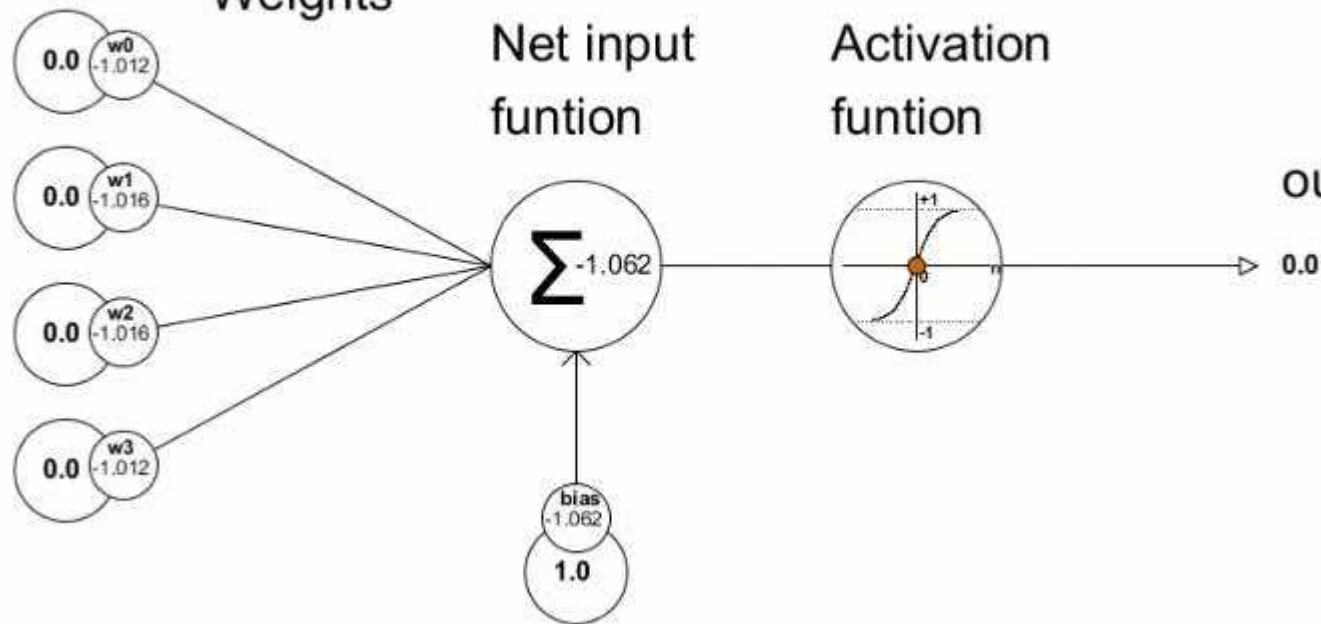 Weights
Net input
funtion
Activation
funtion
0.0
w0
-1.012
0.0
w1
-1.016
0.0
w2
-1.016
0.0
w3
-1.012
Σ -1.062
+1
0
n
-1
OU
0.0
bias
-1.062
1.0